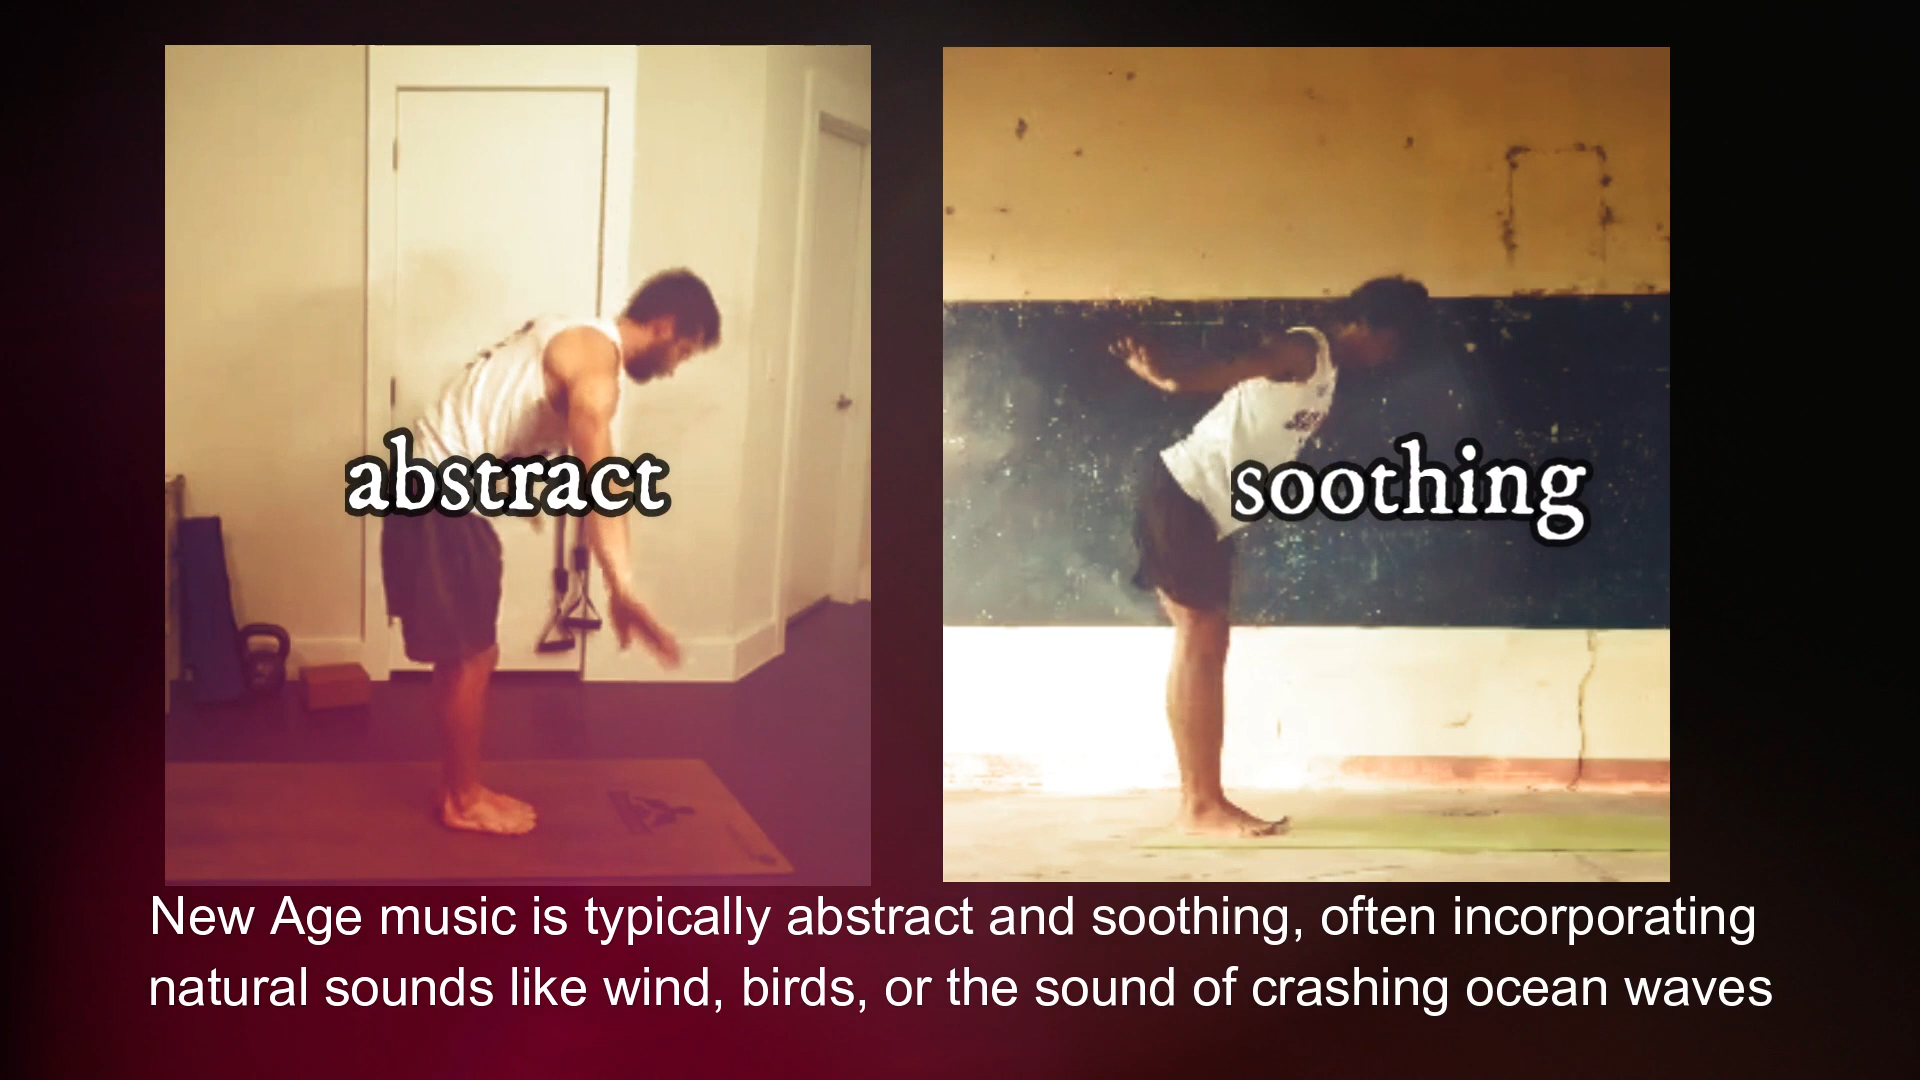 abstract
soothing
New Age music is typically abstract and soothing, often incorporating
natural sounds like wind, birds, or the sound of crashing ocean waves